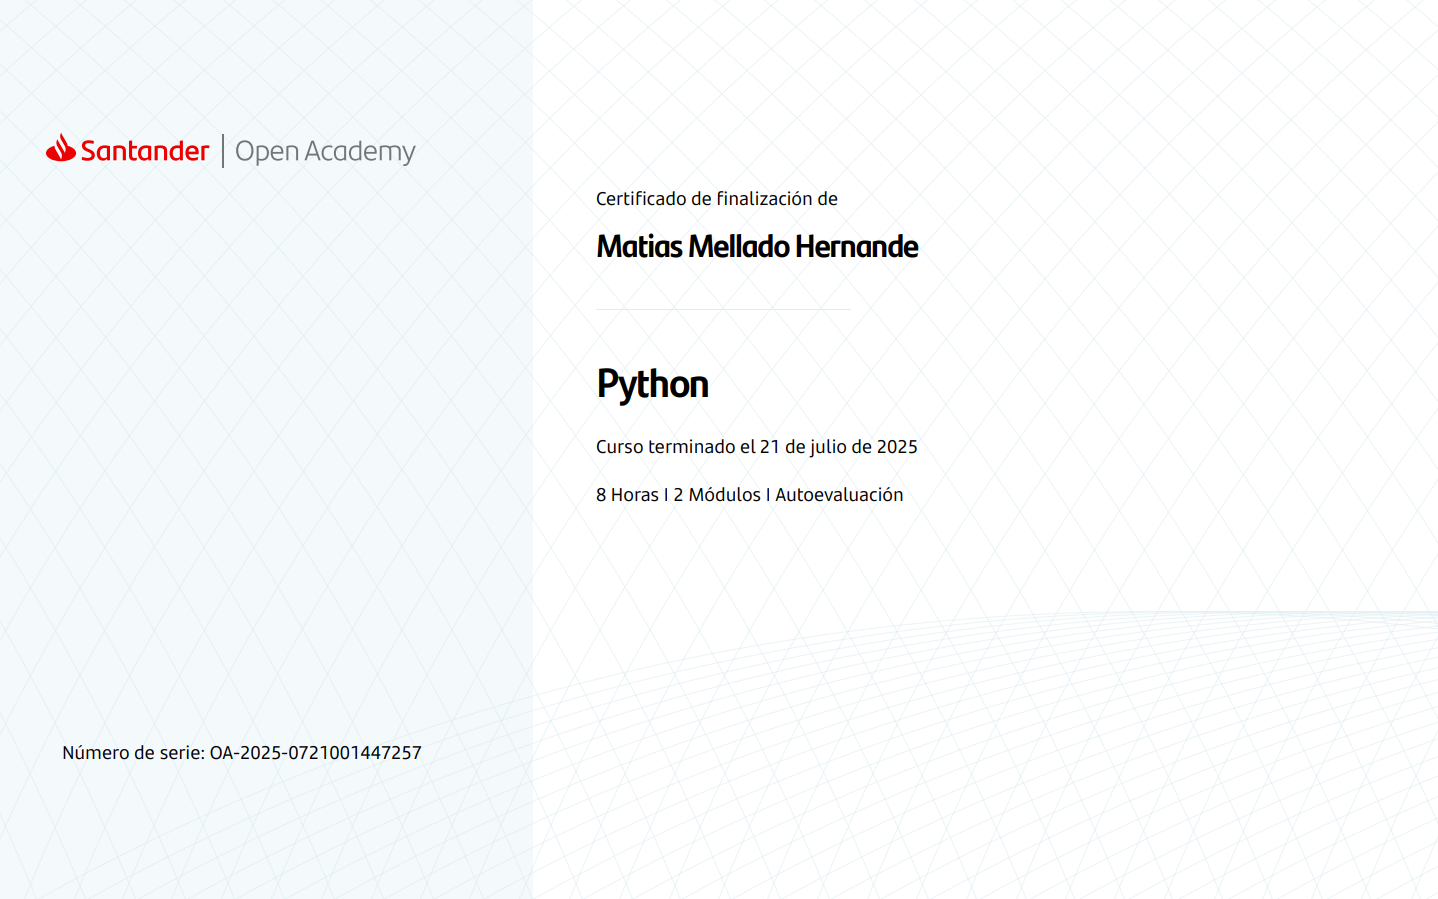 Santander | Open Academy
Certificado de finalización de
Matias Mellado Hernande
Python
Curso terminado el 21 de julio de 2025
8 Horas I 2 Módulos I Autoevaluación
Número de serie: OA-2025-0721001447257